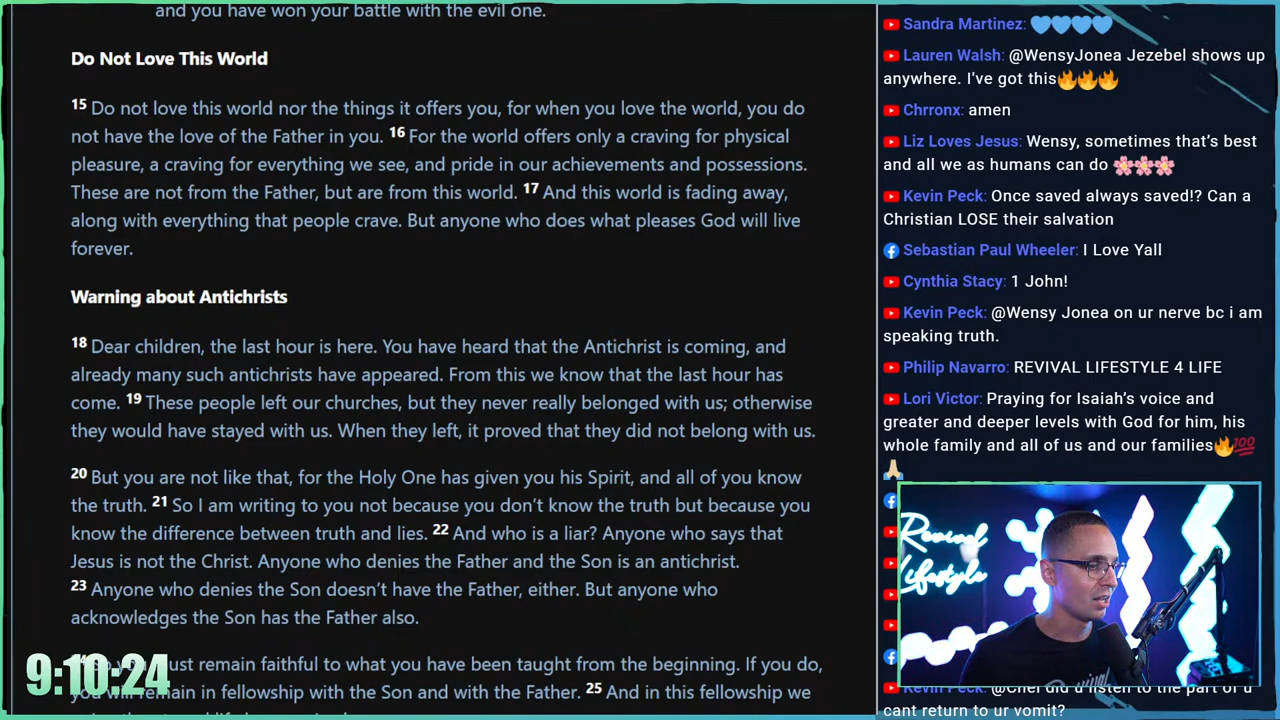 and you have won your battle with the evil one.
Do Not Love This World
15 Do not love this world nor the things it offers you, for when you love the world, you do
not have the love of the Father in you. 16 For the world offers only a craving for physical
pleasure, a craving for everything we see, and pride in our achievements and possessions.
These are not from the Father, but are from this world. 17 And this world is fading away,
along with everything that people crave. But anyone who does what pleases God will live
forever.
Warning about Antichrists
18 Dear children, the last hour is here. You have heard that the Antichrist is coming, and
already many such antichrists have appeared. From this we know that the last hour has
come. 19 These people left our churches, but they never really belonged with us; otherwise
they would have stayed with us. When they left, it proved that they did not belong with us.
20 But you are not like that, for the Holy One has given you his Spirit, and all of you know
the truth. 21 So I am writing to you not because you don’t know the truth but because you
know the difference between truth and lies. 22 And who is a liar? Anyone who says that
Jesus is not the Christ. Anyone who denies the Father and the Son is an antichrist.
23 Anyone who denies the Son doesn’t have the Father, either. But anyone who
acknowledges the Son has the Father also.
must remain faithful to what you have been taught from the beginning. If you do,
you will remain in fellowship with the Son and with the Father. 25 And in this fellowship we
9:10:24
Sandra Martinez: 💙💙💙💙
Lauren Walsh: @WensyJonea Jezebel shows up
anywhere. I've got this🔥🔥🔥
Chrronx: amen
Liz Loves Jesus: Wensy, sometimes that’s best
and all we as humans can do 🌸🌸🌸
Kevin Peck: Once saved always saved!? Can a
Christian LOSE their salvation
Sebastian Paul Wheeler: I Love Yall
Cynthia Stacy: 1 John!
Kevin Peck: @Wensy Jonea on ur nerve bc i am
speaking truth.
Philip Navarro: REVIVAL LIFESTYLE 4 LIFE
Lori Victor: Praying for Isaiah’s voice and
greater and deeper levels with God for him, his
whole family and all of us and our families🔥💯
🙏🏼
Revival
Lifestyle
Kevin Peck: @Chef did u listen to the part of u
cant return to ur vomit?